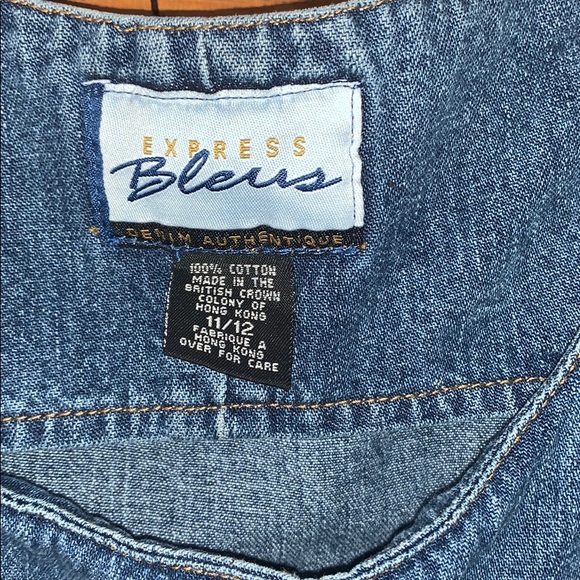 EXPRESS
Bleus
DENIM AUTHENTIQUE
100% COTTON
MADE IN THE
BRITISH CROWN
COLONY OF
HONG KONG
11/12
FABRIQUE A
HONG KONG
OVER FOR CARE